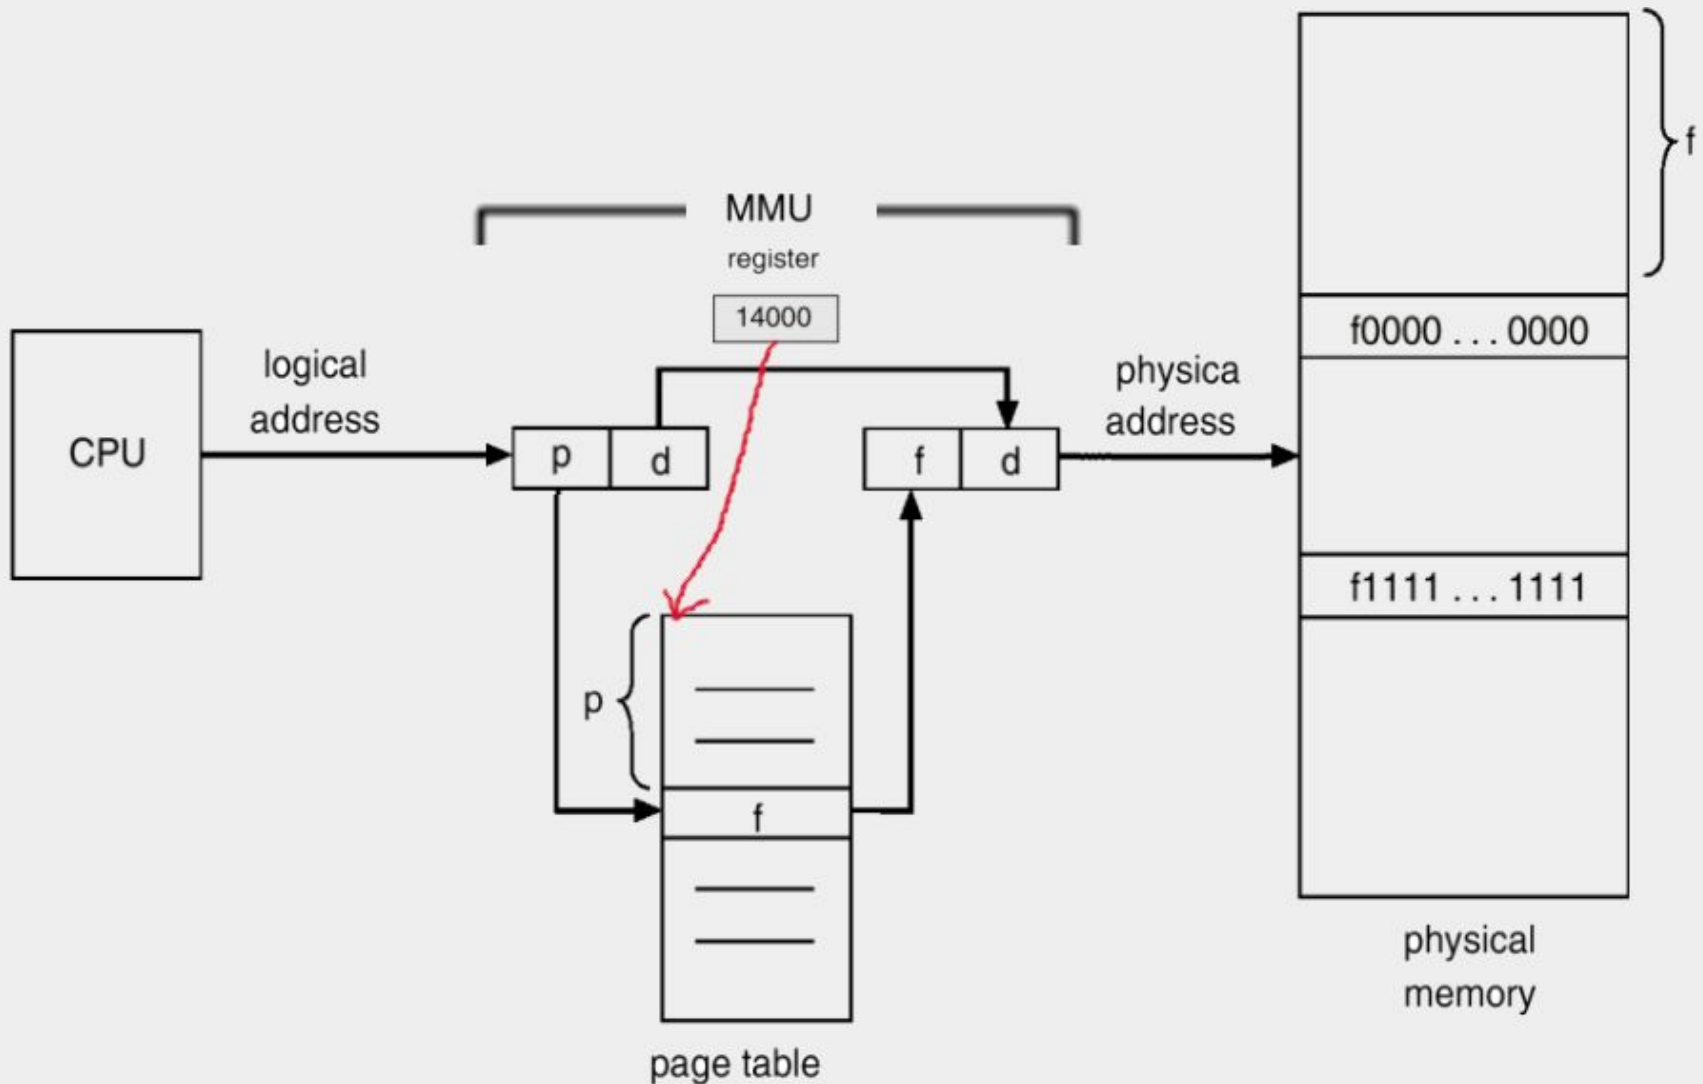 MMU
register
14000
CPU
logical
address
p
d
f
d
physica
address
f
f0000 . . . 0000
f1111 . . . 1111
p
f
page table
physical
memory